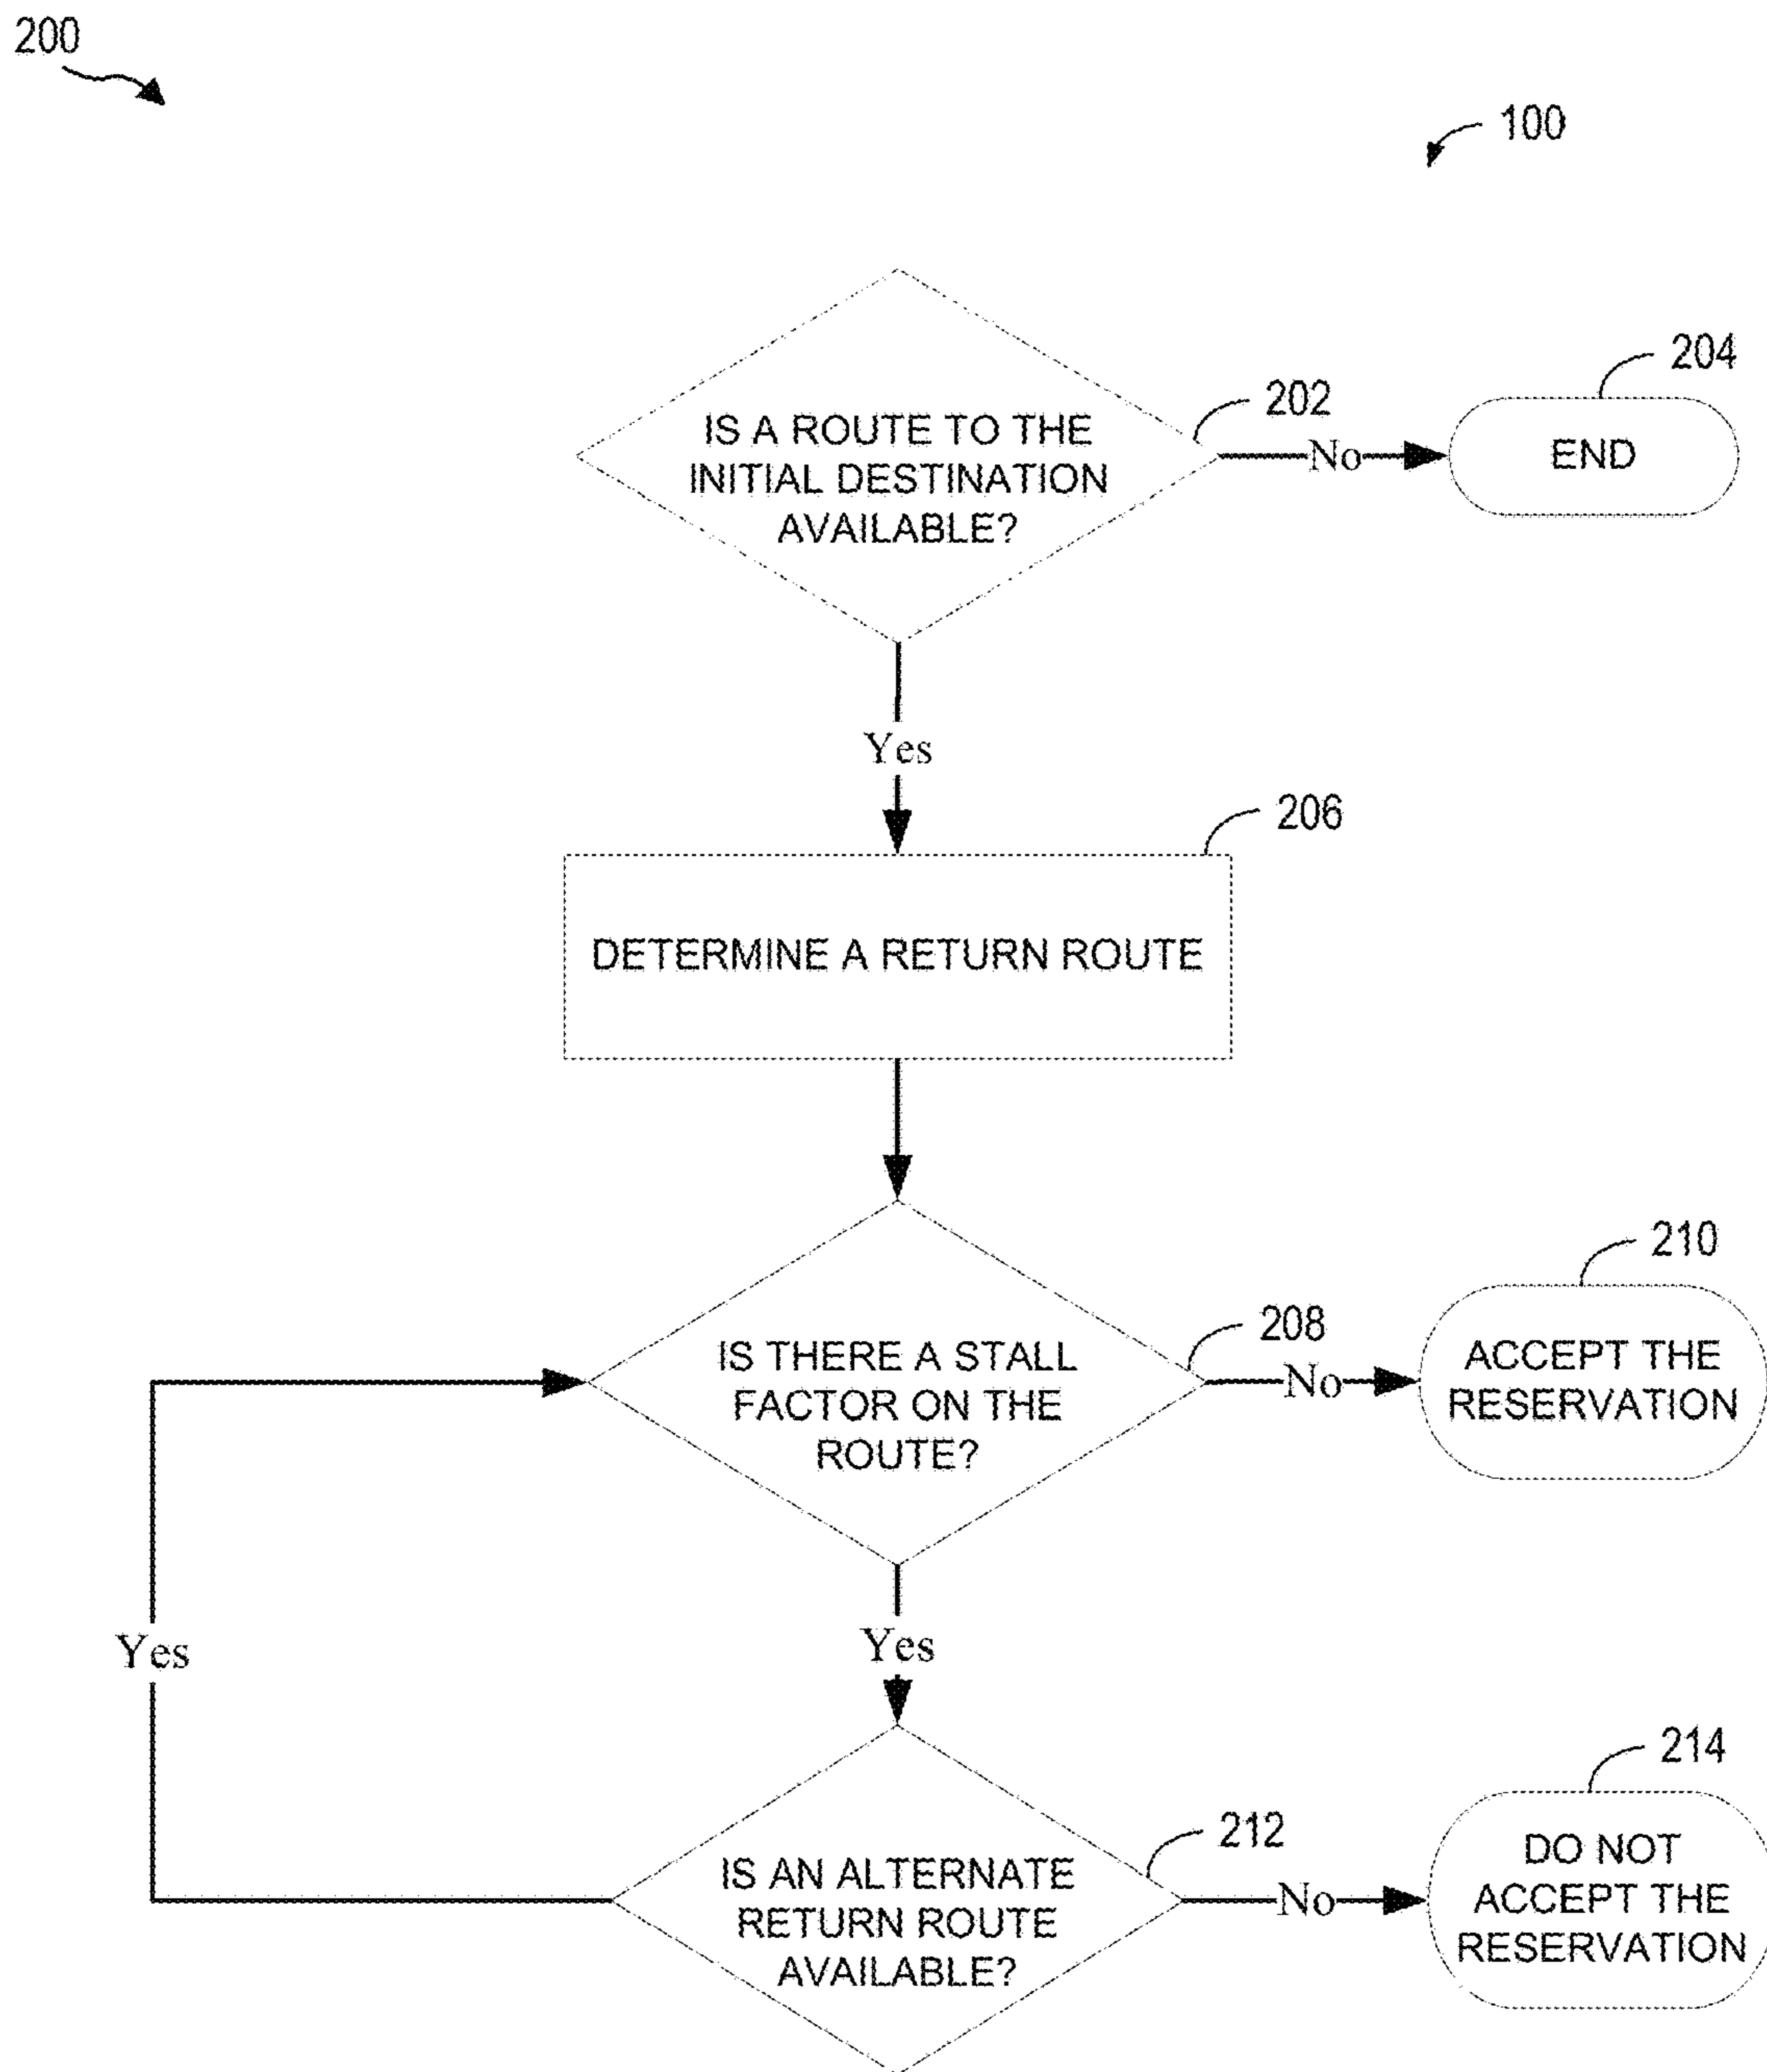 200
100
202
204
IS A ROUTE TO THE
INITIAL DESTINATION
AVAILABLE?
No
END
Yes
206
DETERMINE A RETURN ROUTE
208
210
IS THERE A STALL
FACTOR ON THE
ROUTE?
No
ACCEPT THE
RESERVATION
Yes
Yes
212
214
IS AN ALTERNATE
RETURN ROUTE
AVAILABLE?
No
DO NOT
ACCEPT THE
RESERVATION